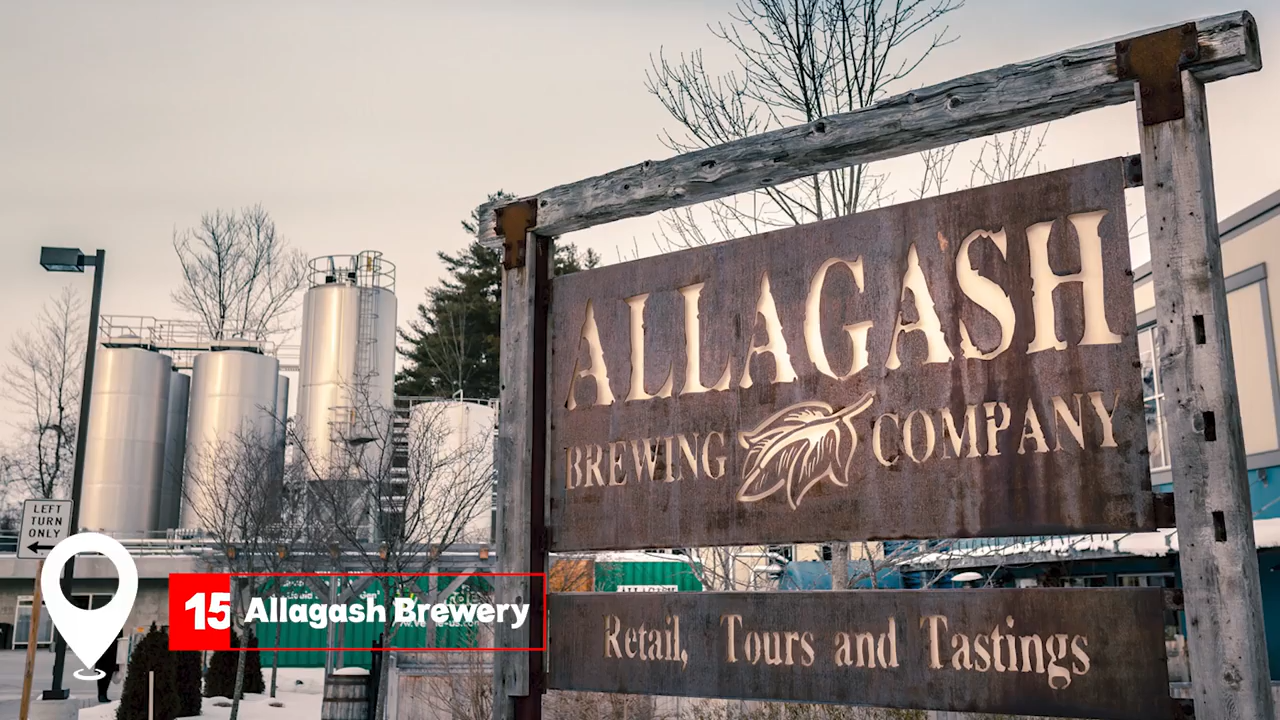 ALLAGASH
BREWING COMPANY
Retail, Tours and Tastings
LEFT
TURN
ONLY
15 Allagash Brewery